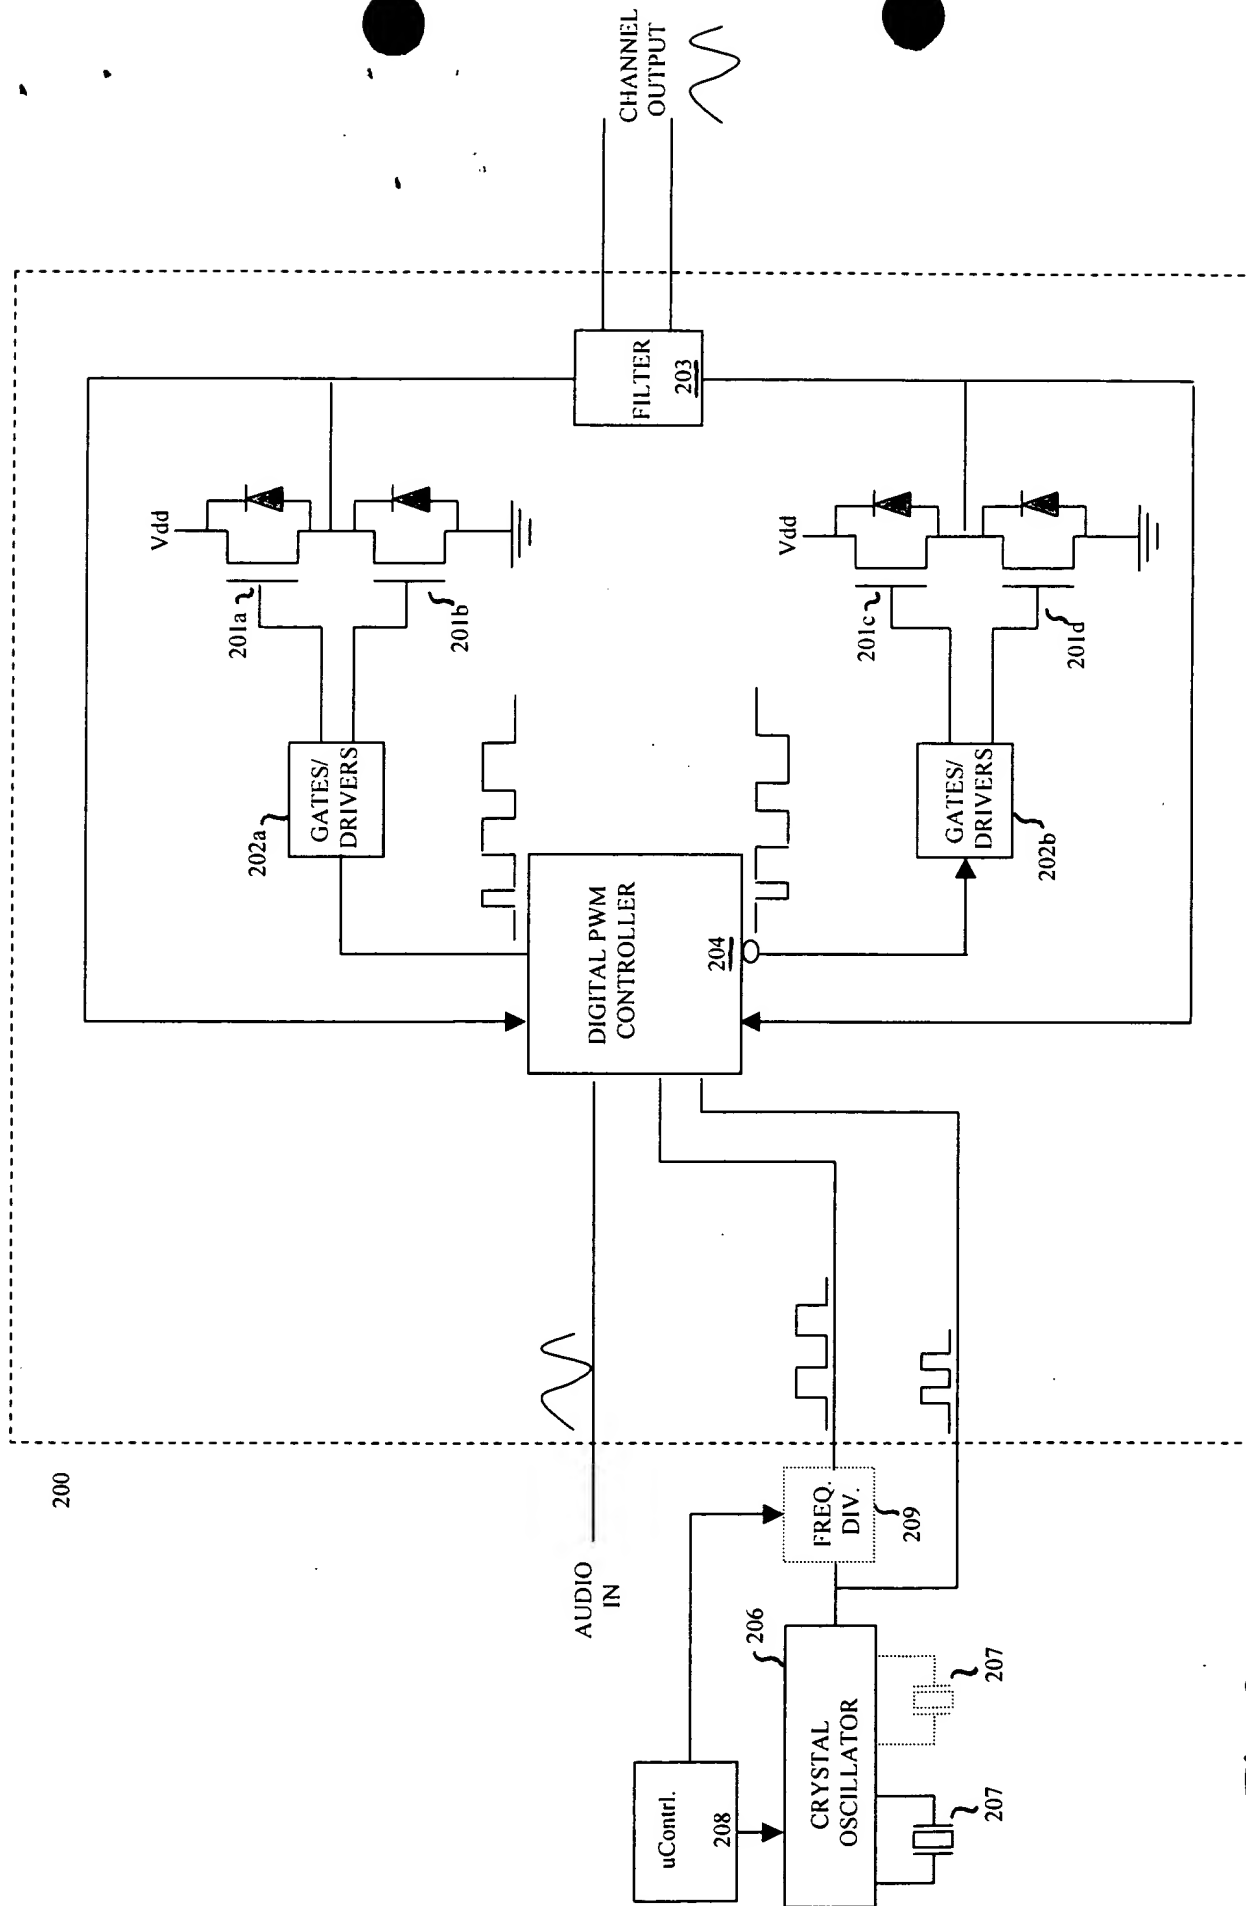 200
CHANNEL
OUTPUT
Vdd
201a
201b
202a
GATES/
DRIVERS
FILTER
203
AUDIO
IN
DIGITAL PWM
CONTROLLER
204
Vdd
201c
201d
GATES/
DRIVERS
202b
uContrl.
208
FREQ.
DIV.
209
206
CRYSTAL
OSCILLATOR
207
207